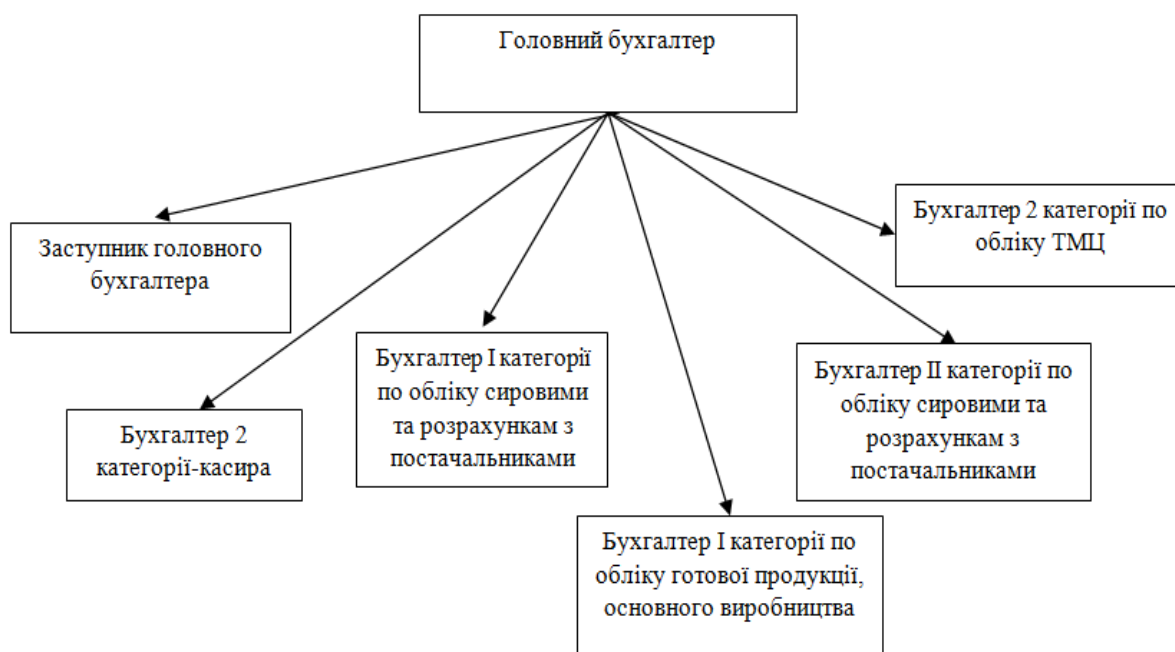 Головний бухгалтер
Бухгалтер 2 категорії по
обліку ТМЦ
Заступник головного
бухгалтера
Бухгалтер І категорії
по обліку сировими
та розрахункам з
постачальниками
Бухгалтер ІІ категорії по
обліку сировими та
розрахункам з
постачальниками
Бухгалтер 2
категорії-касира
Бухгалтер І категорії по
обліку готової продукції,
основного виробництва